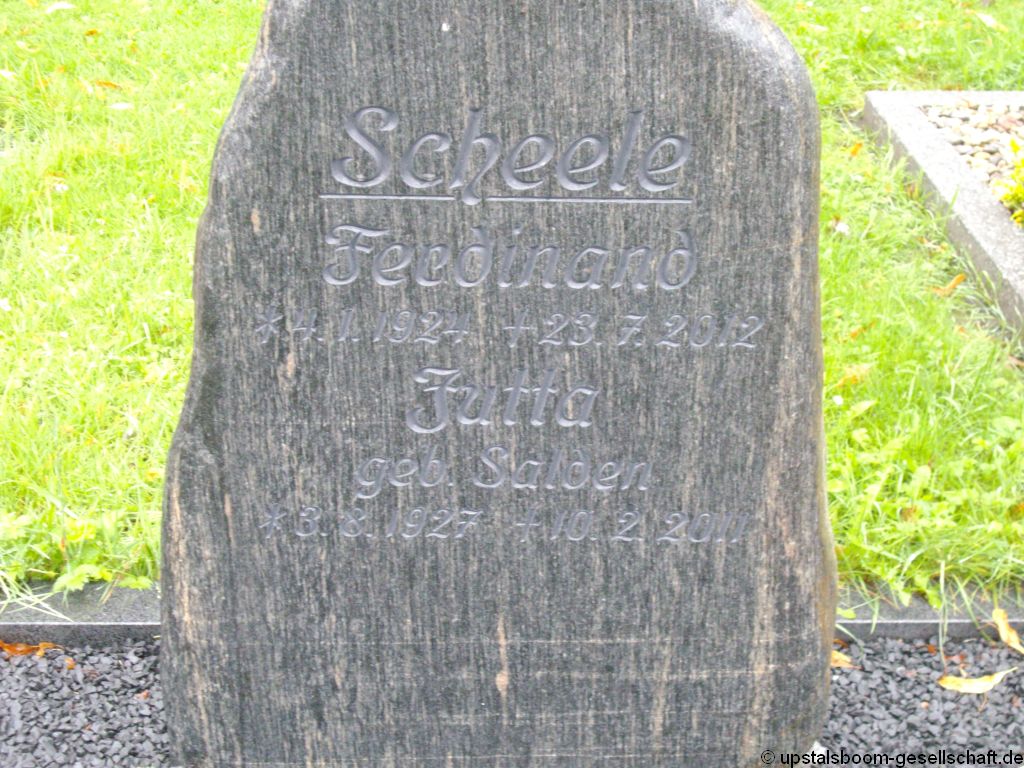 Scheele
Ferdinand
* 4. 1. 1924 + 23. 7. 2012
Jutta
geb. Salden
* 3. 8. 1927 + 10. 2. 2011
© upstalsboom-gesellschaft.de